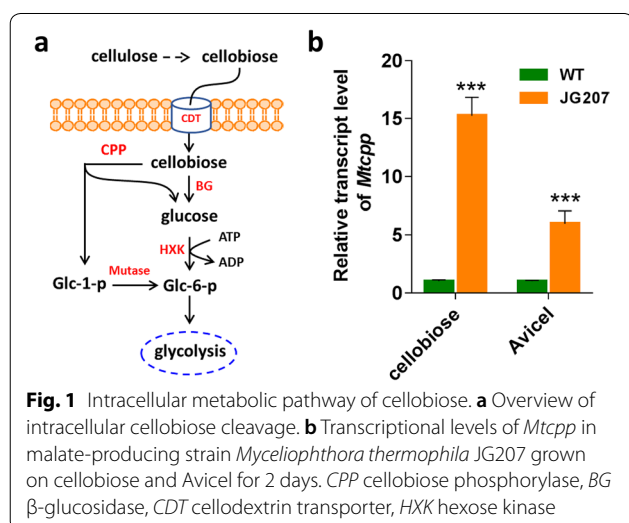 a
cellulose --> cellobiose
CDT
CPP
cellobiose
BG
glucose
HXK
ATP
ADP
Glc-1-p
Mutase
Glc-6-p
glycolysis
b
Relative transcript level
of Mtcpp
20
15
10
5
0
WT
JG207
***
***
cellobiose
Avicel
Fig. 1 Intracellular metabolic pathway of cellobiose. a Overview of
intracellular cellobiose cleavage. b Transcriptional levels of Mtcpp in
malate-producing strain Myceliophthora thermophila JG207 grown
on cellobiose and Avicel for 2 days. CPP cellobiose phosphorylase, BG
β-glucosidase, CDT cellodextrin transporter, HXK hexose kinase